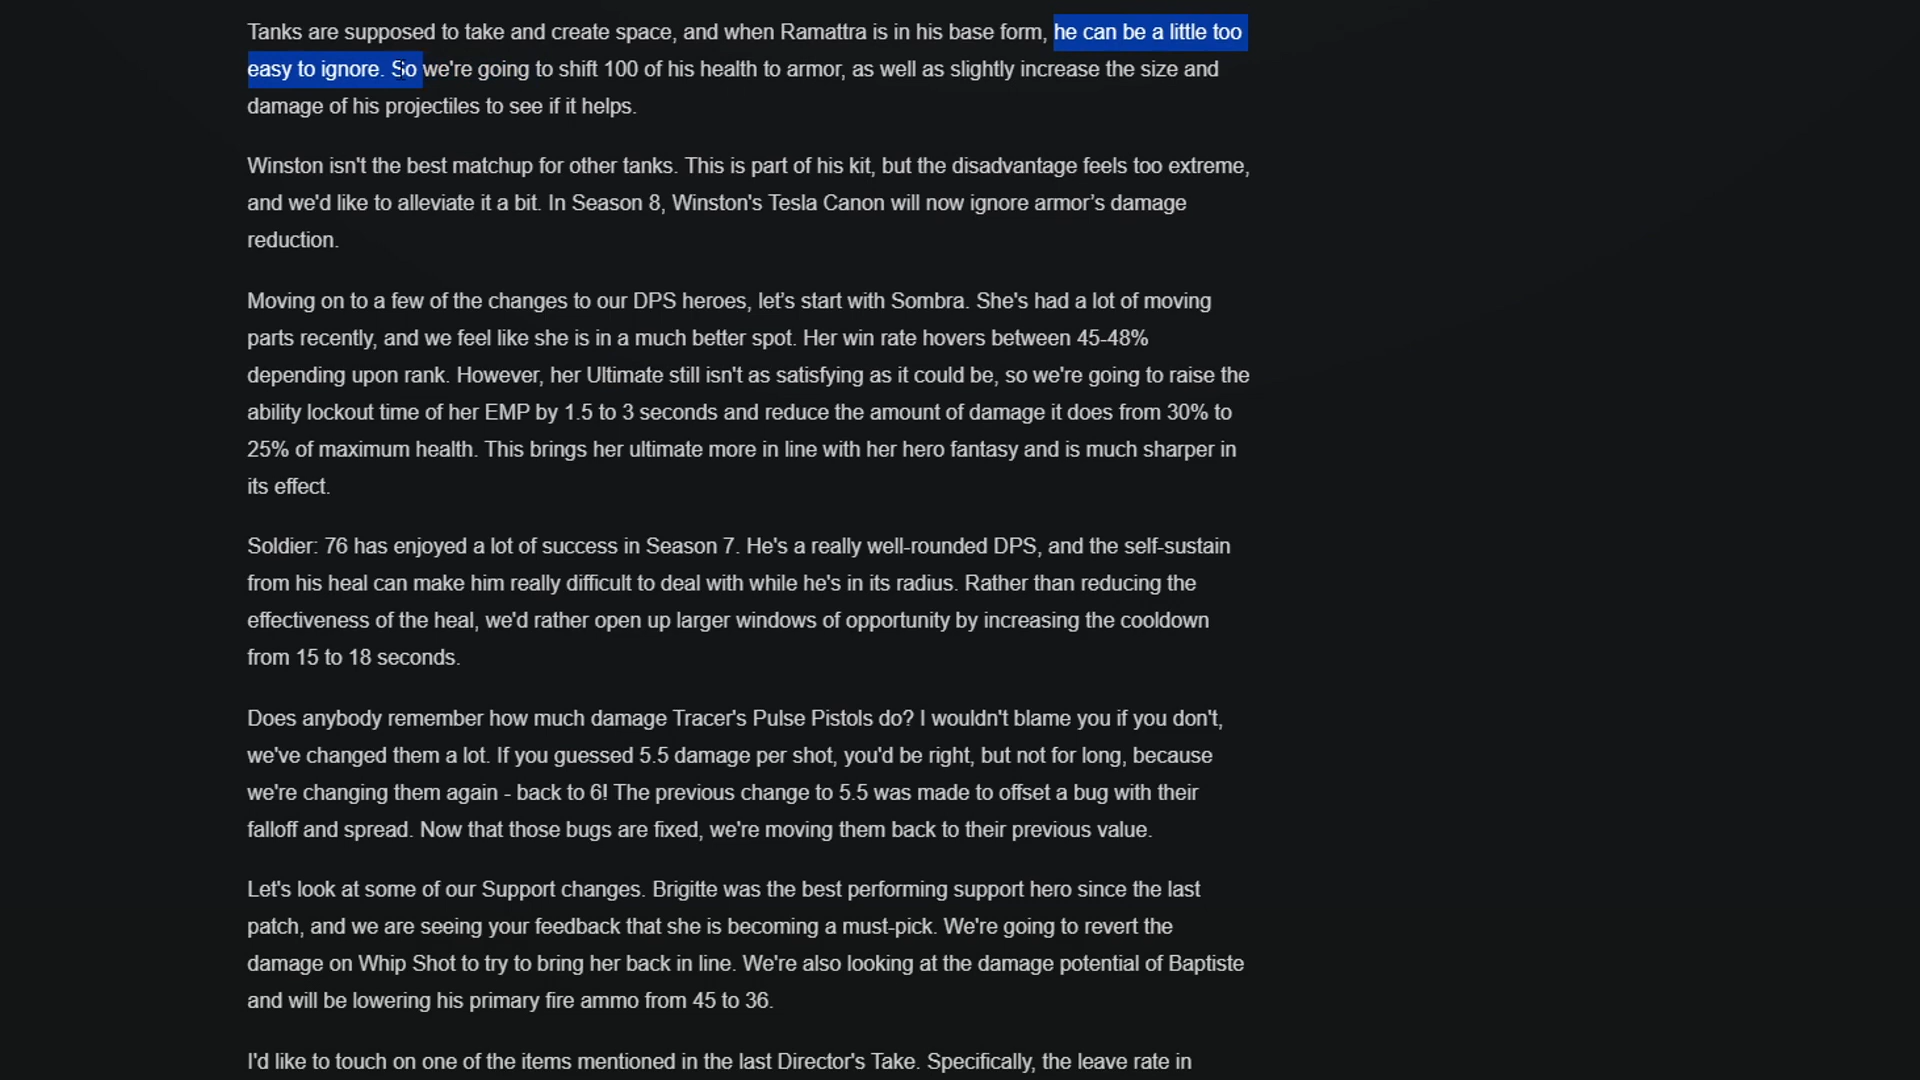 Tanks are supposed to take and create space, and when Ramattra is in his base form, he can be a little too
easy to ignore. So we're going to shift 100 of his health to armor, as well as slightly increase the size and
damage of his projectiles to see if it helps.
Winston isn't the best matchup for other tanks. This is part of his kit, but the disadvantage feels too extreme,
and we'd like to alleviate it a bit. In Season 8, Winston's Tesla Canon will now ignore armor’s damage
reduction.
Moving on to a few of the changes to our DPS heroes, let’s start with Sombra. She's had a lot of moving
parts recently, and we feel like she is in a much better spot. Her win rate hovers between 45-48%
depending upon rank. However, her Ultimate still isn't as satisfying as it could be, so we're going to raise the
ability lockout time of her EMP by 1.5 to 3 seconds and reduce the amount of damage it does from 30% to
25% of maximum health. This brings her ultimate more in line with her hero fantasy and is much sharper in
its effect.
Soldier: 76 has enjoyed a lot of success in Season 7. He's a really well-rounded DPS, and the self-sustain
from his heal can make him really difficult to deal with while he's in its radius. Rather than reducing the
effectiveness of the heal, we'd rather open up larger windows of opportunity by increasing the cooldown
from 15 to 18 seconds.
Does anybody remember how much damage Tracer's Pulse Pistols do? I wouldn't blame you if you don't,
we've changed them a lot. If you guessed 5.5 damage per shot, you'd be right, but not for long, because
we're changing them again - back to 6! The previous change to 5.5 was made to offset a bug with their
falloff and spread. Now that those bugs are fixed, we're moving them back to their previous value.
Let's look at some of our Support changes. Brigitte was the best performing support hero since the last
patch, and we are seeing your feedback that she is becoming a must-pick. We're going to revert the
damage on Whip Shot to try to bring her back in line. We're also looking at the damage potential of Baptiste
and will be lowering his primary fire ammo from 45 to 36.
I'd like to touch on one of the items mentioned in the last Director's Take. Specifically, the leave rate in